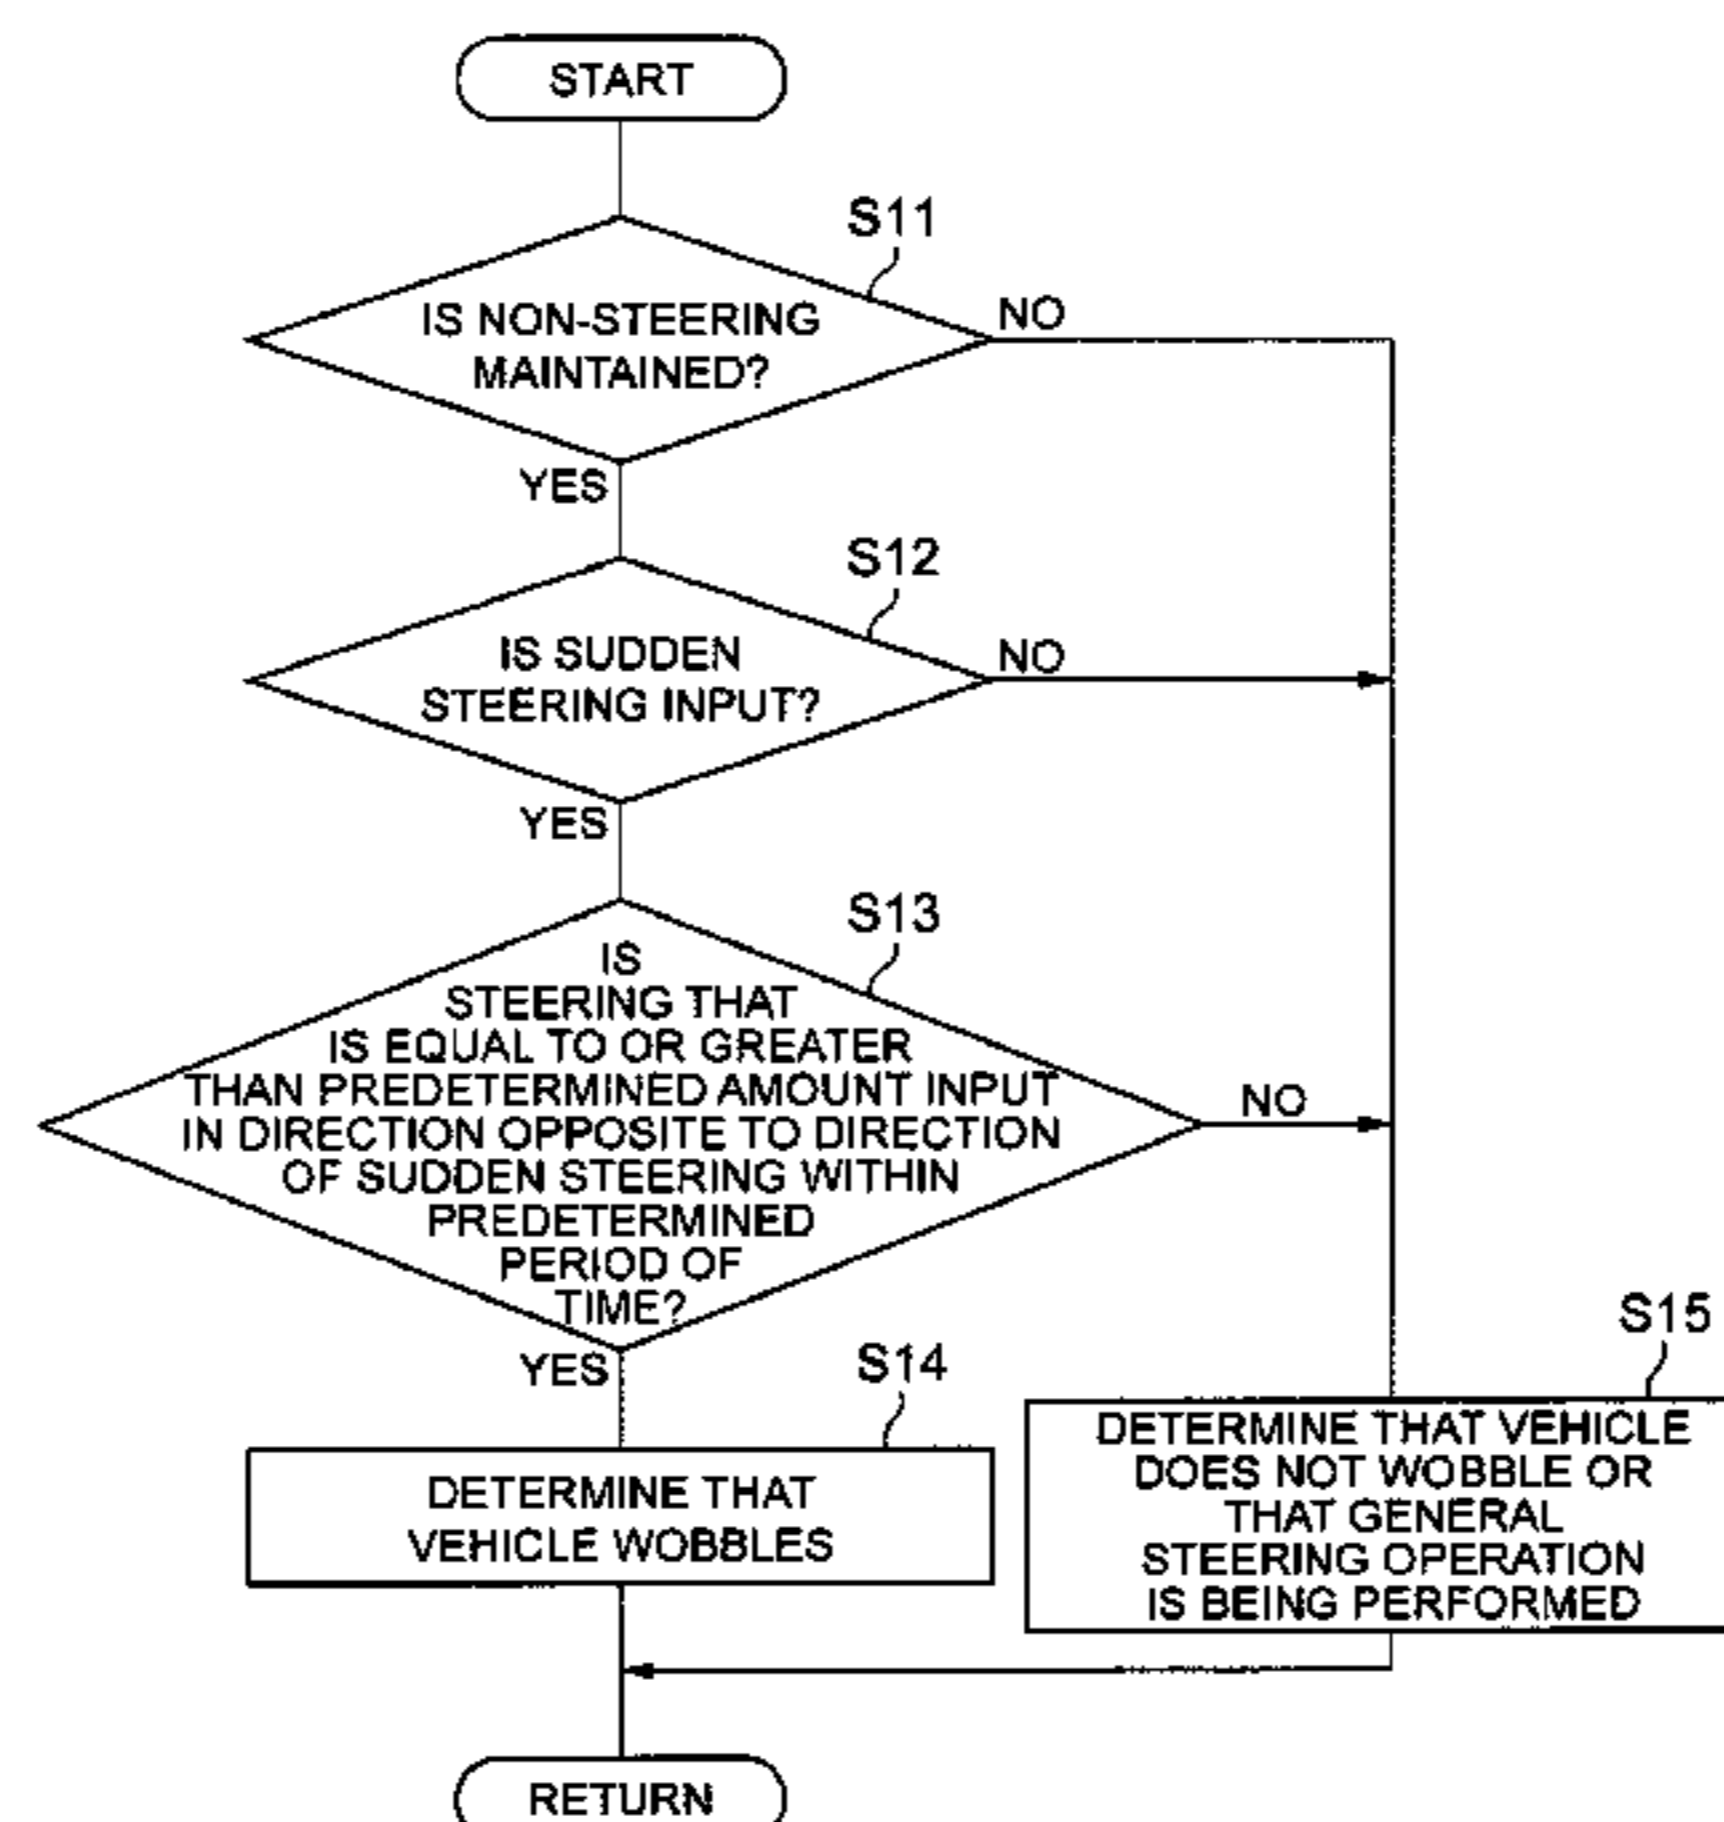 START
S11
IS NON-STEERING
MAINTAINED?
NO
YES
S12
IS SUDDEN
STEERING INPUT?
NO
YES
S13
IS
STEERING THAT
IS EQUAL TO OR GREATER
THAN PREDETERMINED AMOUNT INPUT
IN DIRECTION OPPOSITE TO DIRECTION
OF SUDDEN STEERING WITHIN
PREDETERMINED
PERIOD OF
TIME?
NO
YES
S14
DETERMINE THAT
VEHICLE WOBBLES
S15
DETERMINE THAT VEHICLE
DOES NOT WOBBLE OR
THAT GENERAL
STEERING OPERATION
IS BEING PERFORMED
RETURN